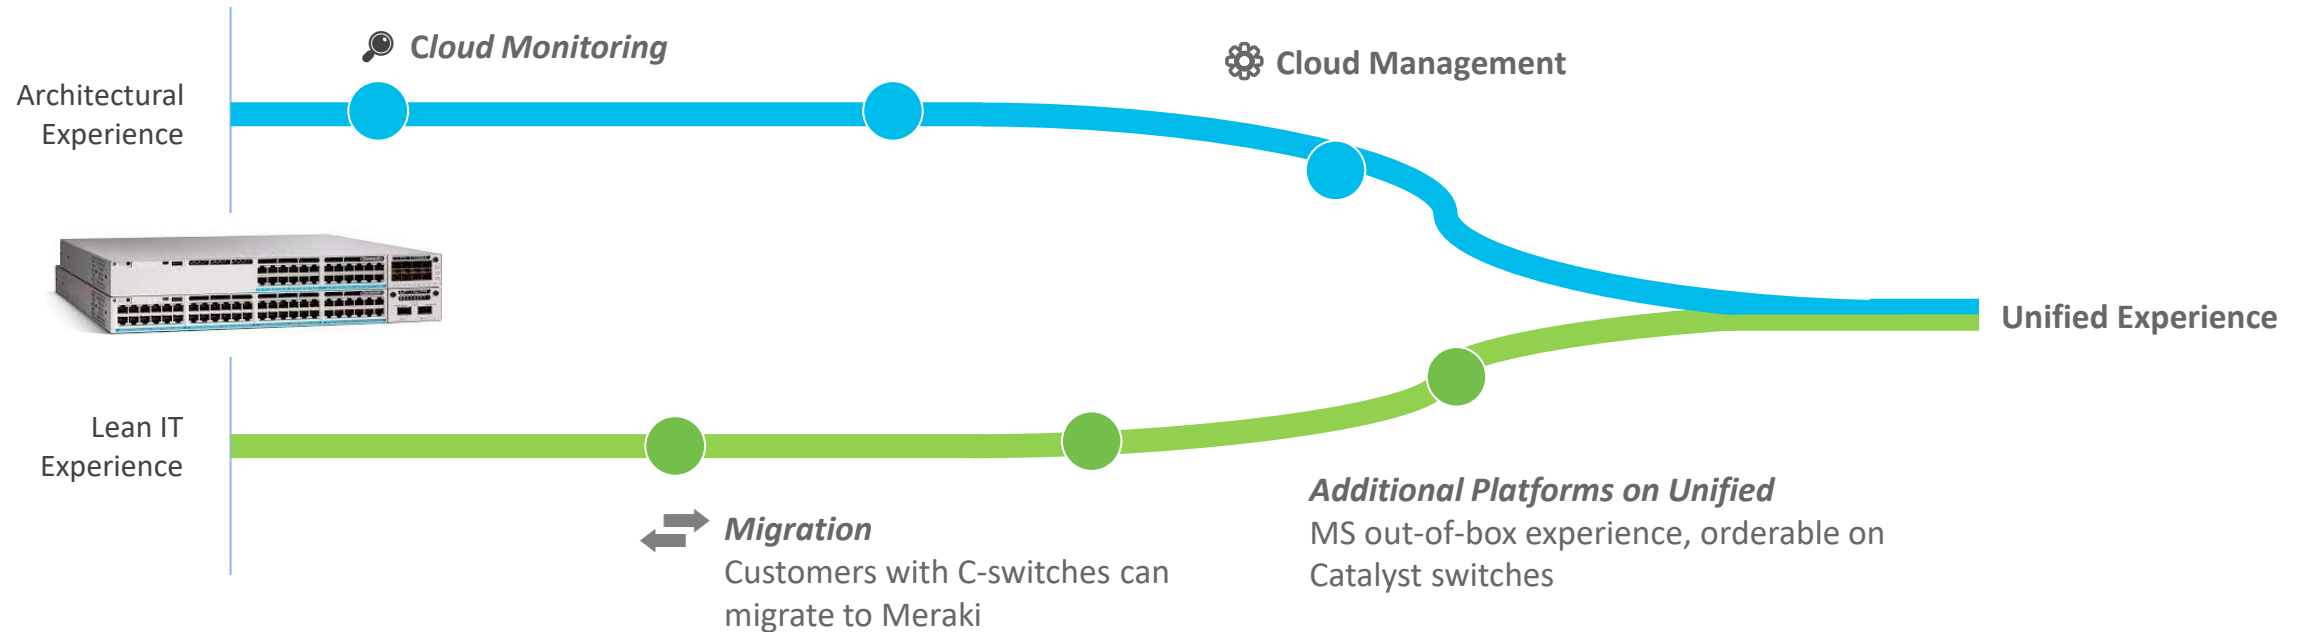 Cloud Monitoring
Cloud Management
Architectural
Experience
Unified Experience
Lean IT
Experience
Migration
Customers with C-switches can
migrate to Meraki
Additional Platforms on Unified
MS out-of-box experience, orderable on
Catalyst switches